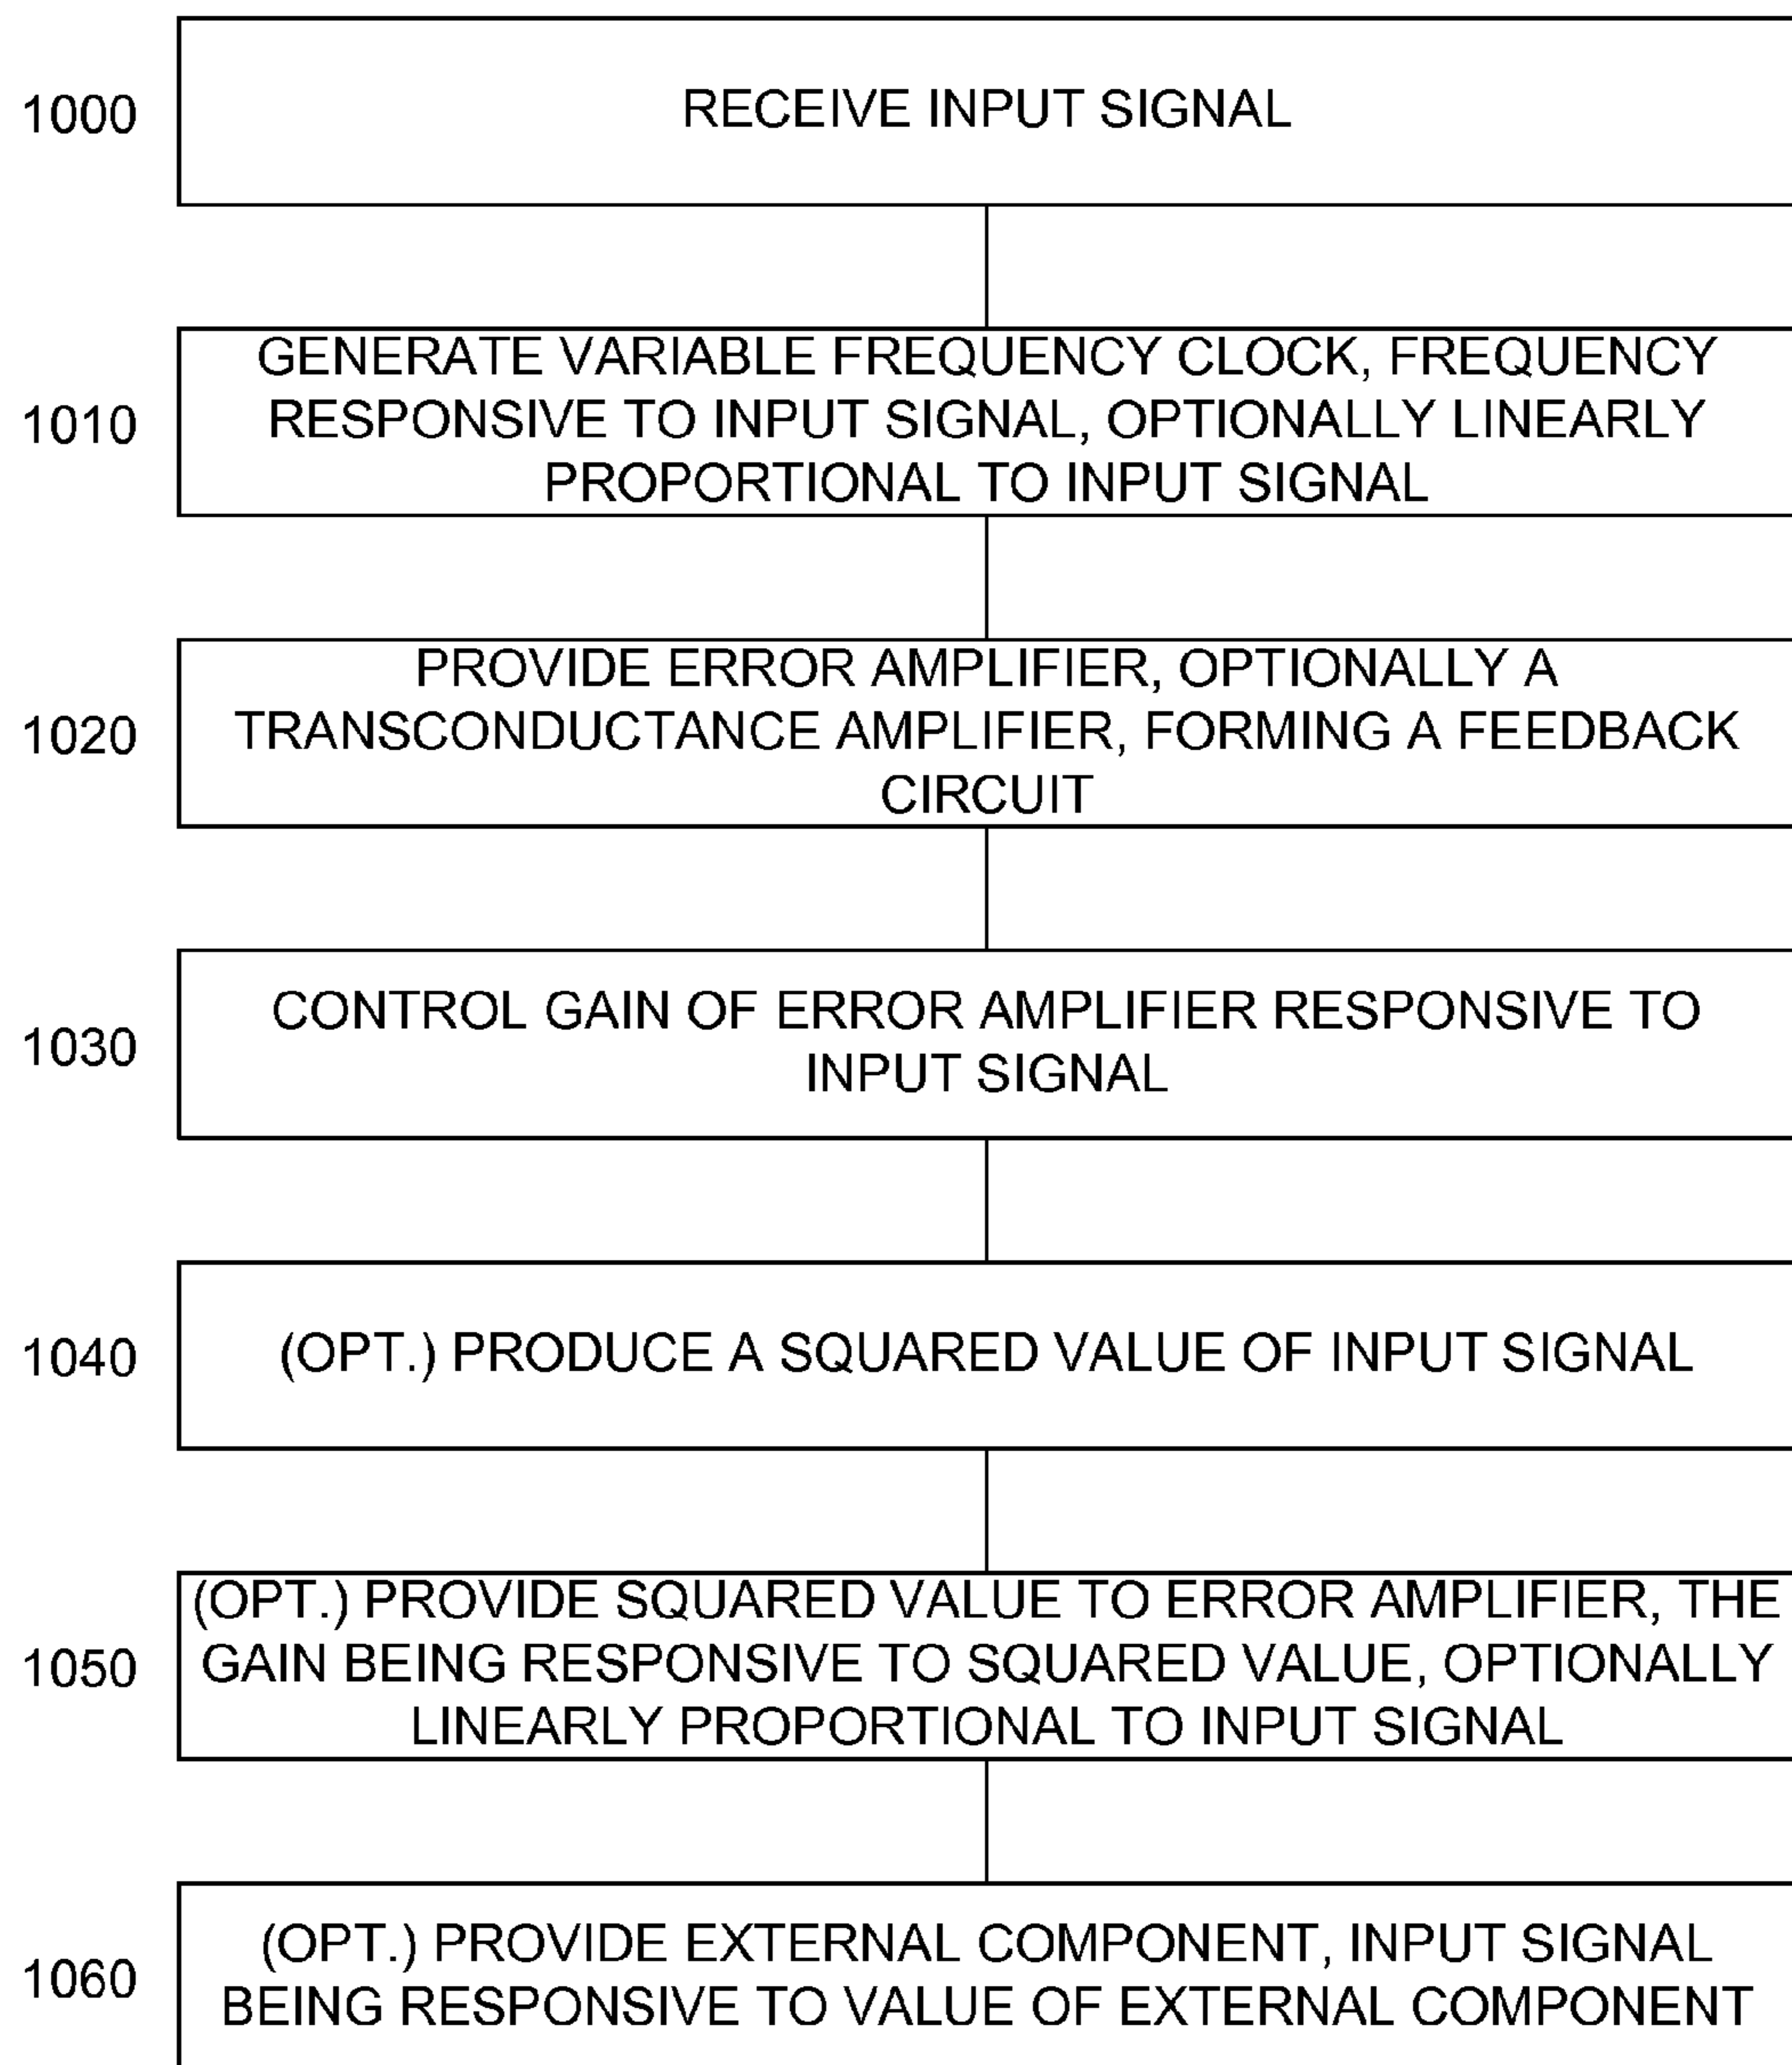 1000
RECEIVE INPUT SIGNAL
1010
GENERATE VARIABLE FREQUENCY CLOCK, FREQUENCY
RESPONSIVE TO INPUT SIGNAL, OPTIONALLY LINEARLY
PROPORTIONAL TO INPUT SIGNAL
1020
PROVIDE ERROR AMPLIFIER, OPTIONALLY A
TRANSCONDUCTANCE AMPLIFIER, FORMING A FEEDBACK
CIRCUIT
1030
CONTROL GAIN OF ERROR AMPLIFIER RESPONSIVE TO
INPUT SIGNAL
1040
(OPT.) PRODUCE A SQUARED VALUE OF INPUT SIGNAL
1050
(OPT.) PROVIDE SQUARED VALUE TO ERROR AMPLIFIER, THE
GAIN BEING RESPONSIVE TO SQUARED VALUE, OPTIONALLY
LINEARLY PROPORTIONAL TO INPUT SIGNAL
1060
(OPT.) PROVIDE EXTERNAL COMPONENT, INPUT SIGNAL
BEING RESPONSIVE TO VALUE OF EXTERNAL COMPONENT